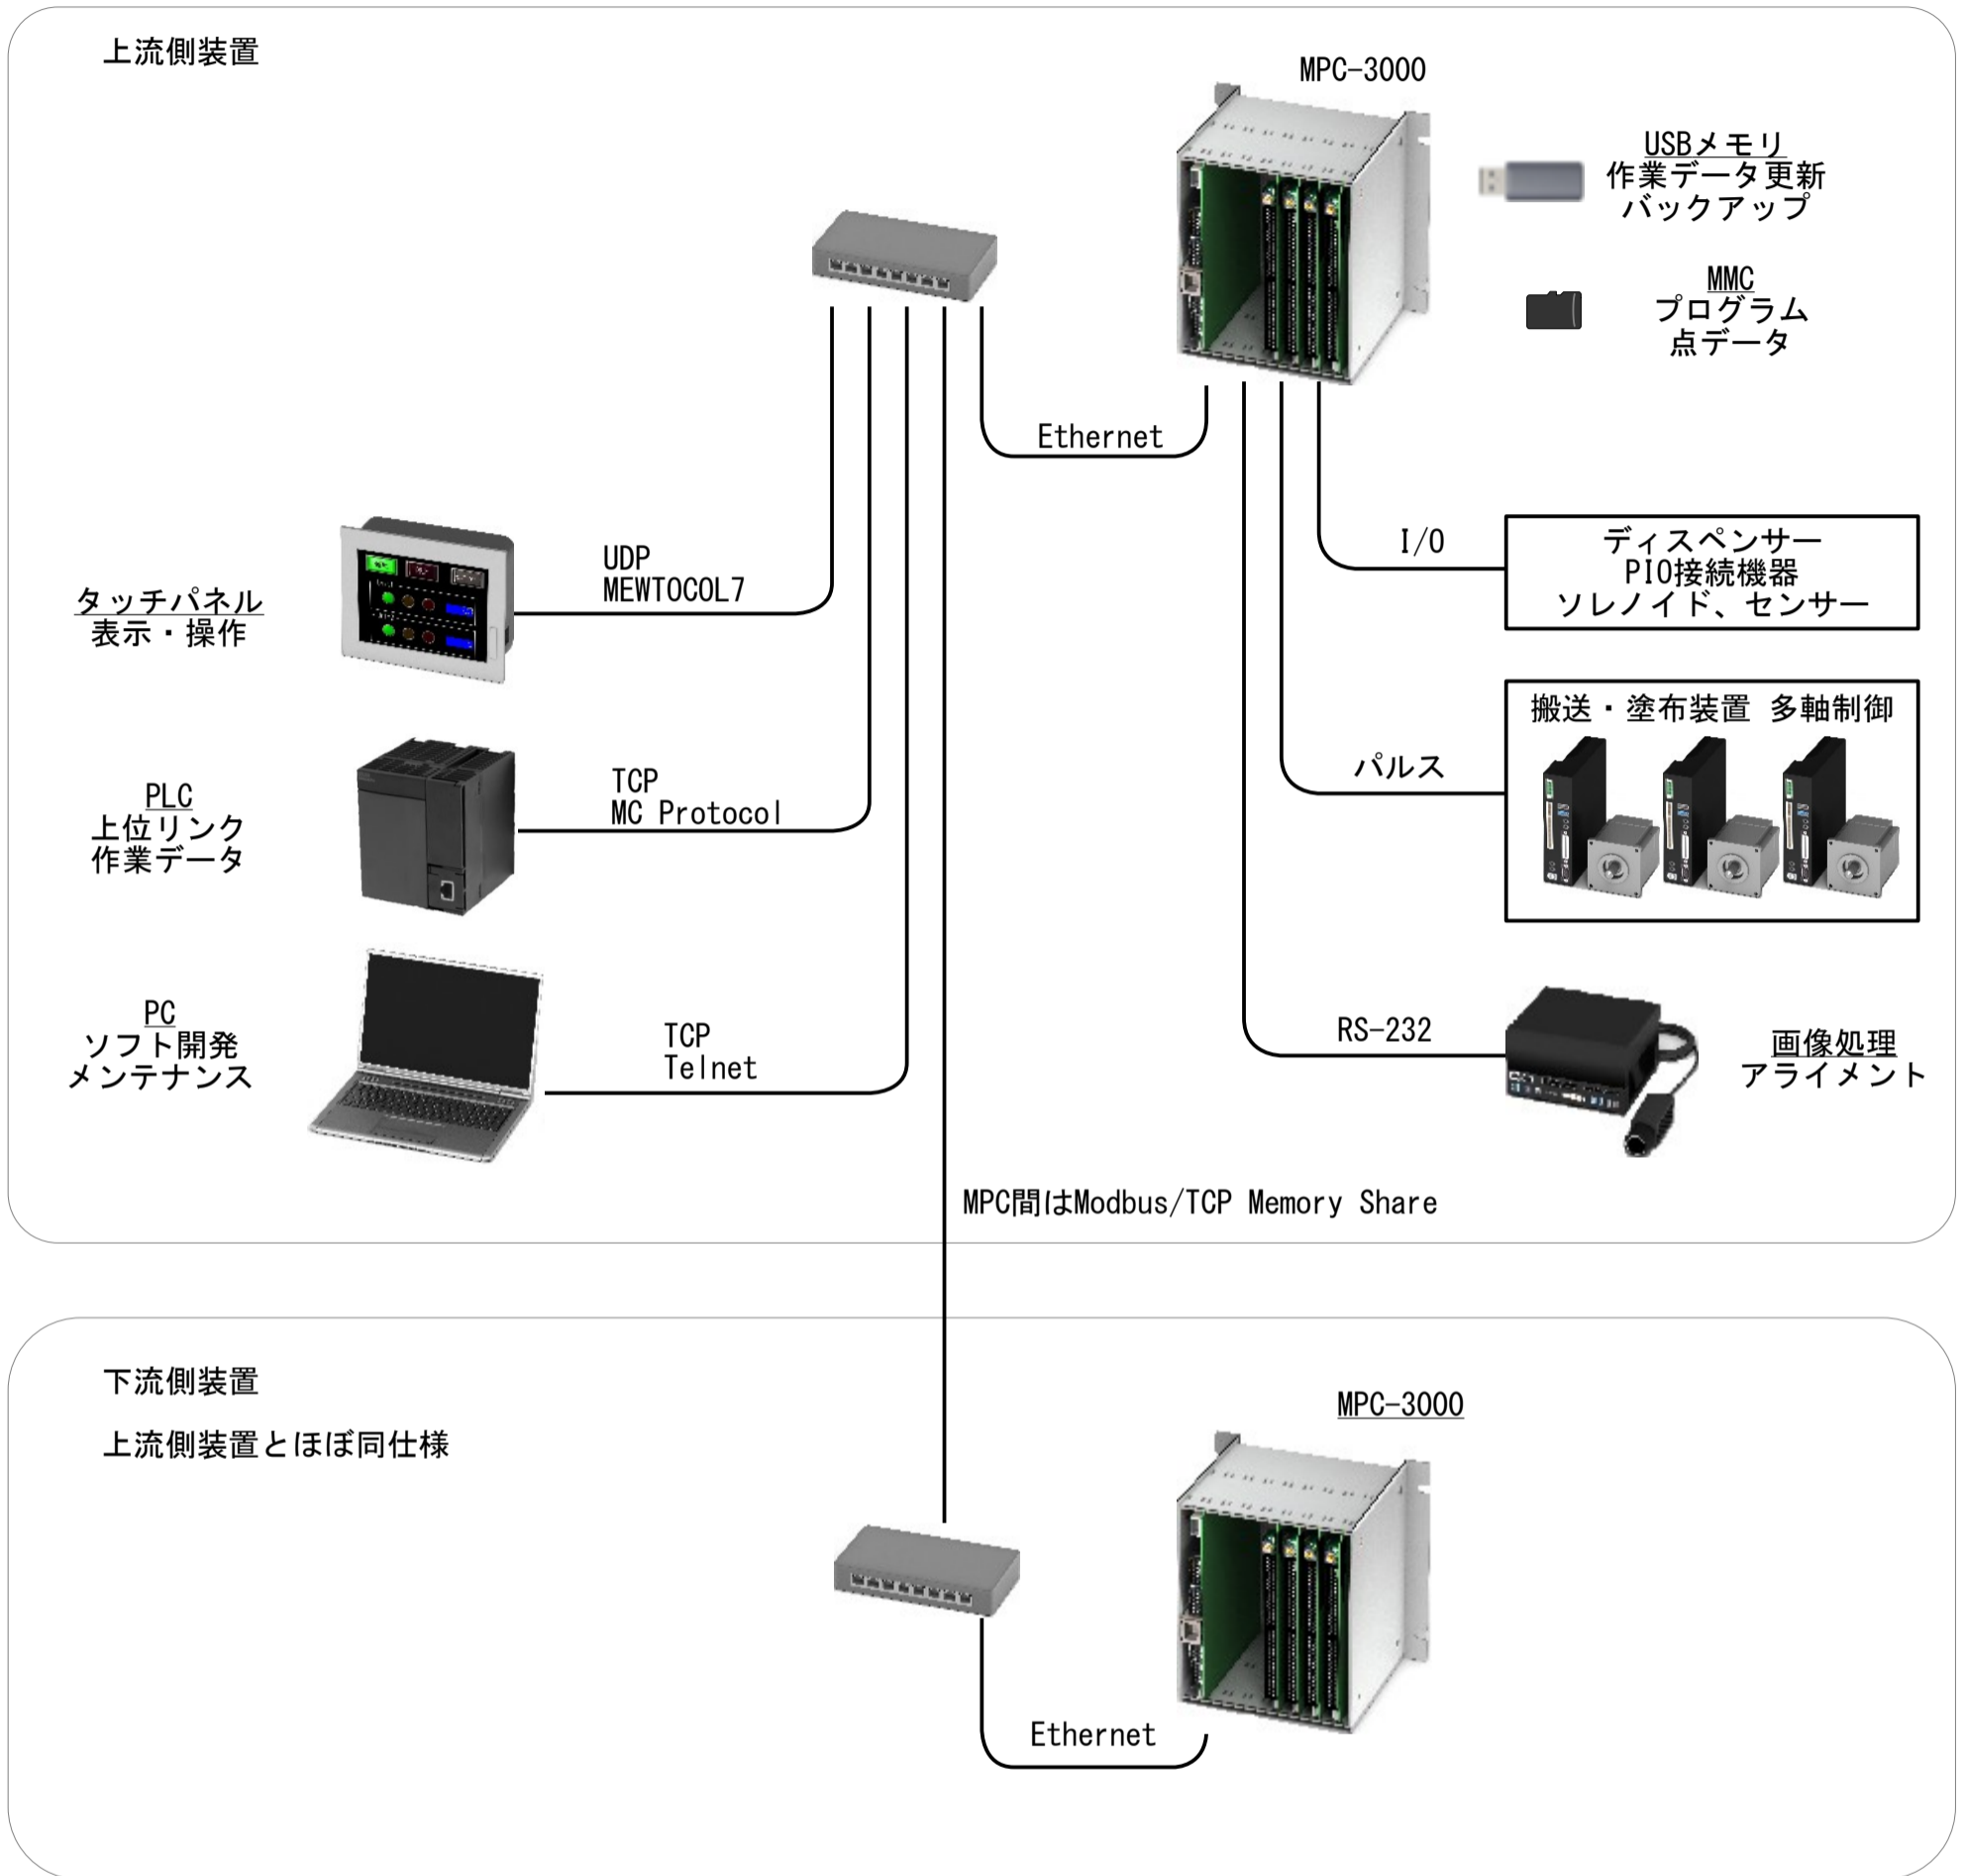 上流側装置
MPC-3000
USBメモリ
作業データ更新
バックアップ
MMC
プログラム
点データ
Ethernet
タッチパネル
表示・操作
UDP
MEWTOCOL7
I/O
ディスペンサー
PIO接続機器
ソレノイド、センサー
PLC
上位リンク
作業データ
TCP
MC Protocol
パルス
搬送・塗布装置 多軸制御
PC
ソフト開発
メンテナンス
TCP
Telnet
RS-232
画像処理
アライメント
MPC間はModbus/TCP Memory Share
下流側装置
上流側装置とほぼ同仕様
MPC-3000
Ethernet